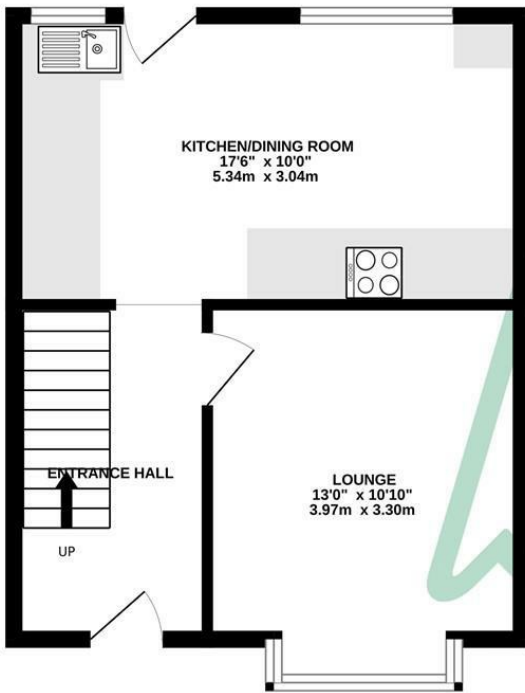 KITCHEN/DINING ROOM
17'6" x 10'0"
5.34m x 3.04m
ENTRANCE HALL
UP
LOUNGE
13'0" x 10'10"
3.97m x 3.30m